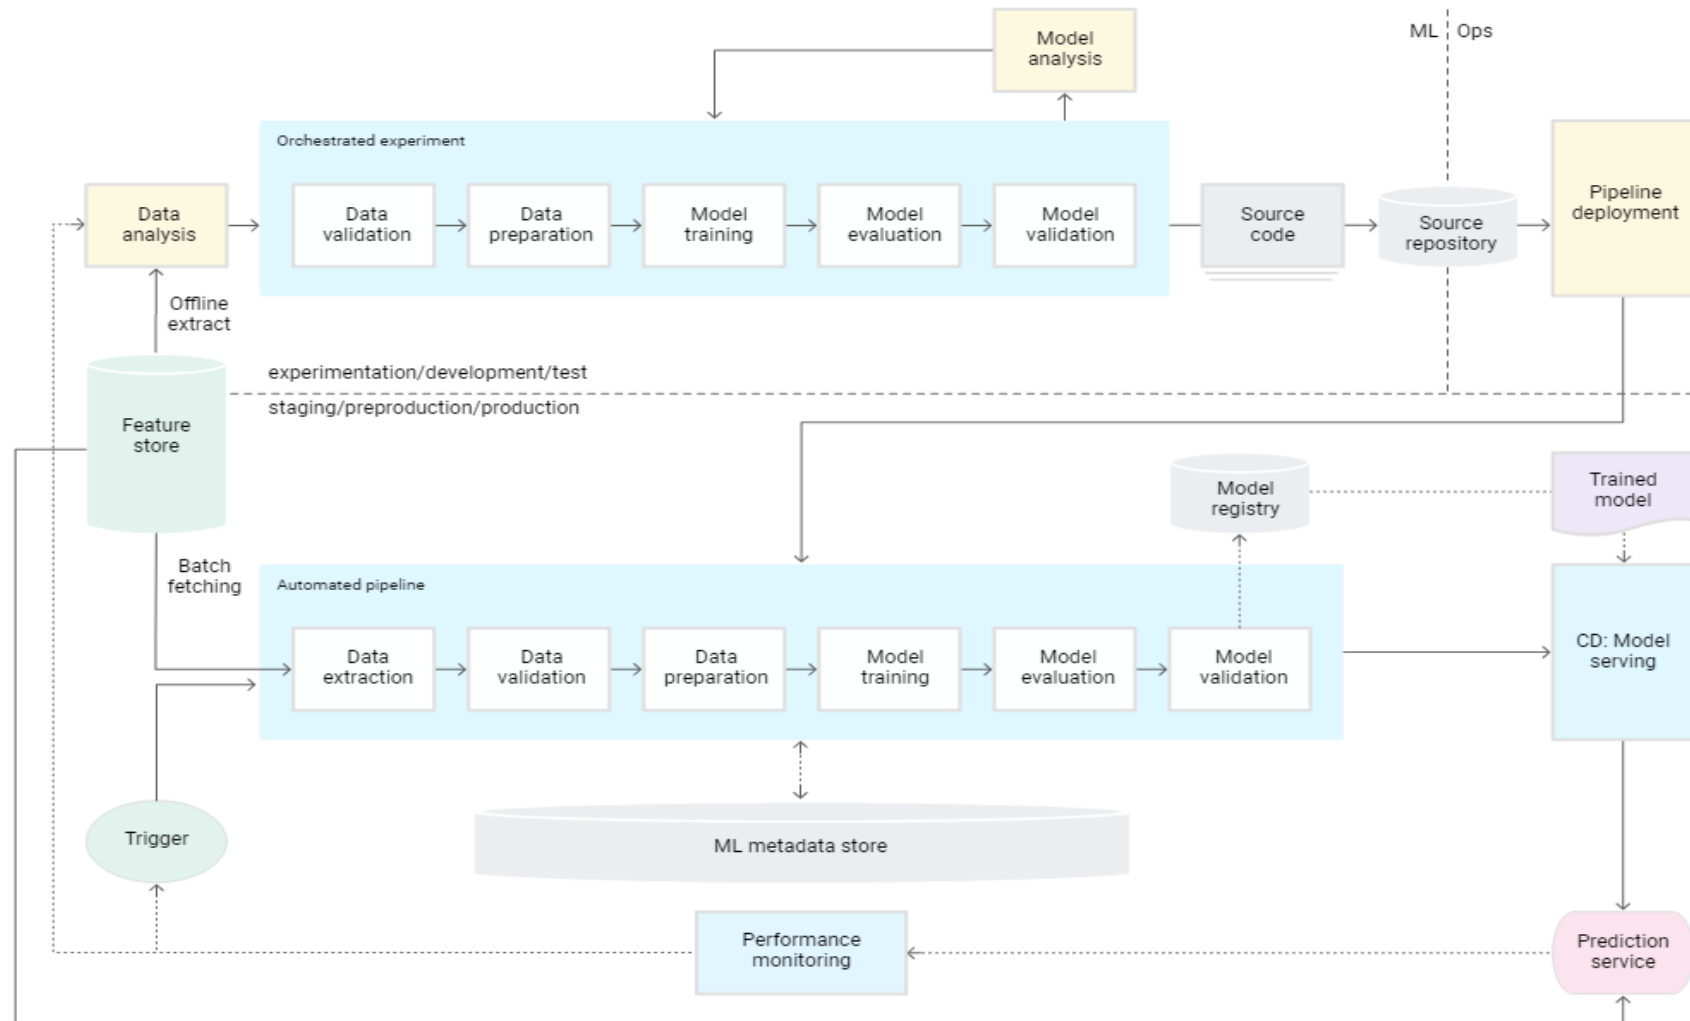 Model
analysis
ML
Ops
Orchestrated experiment
Data
analysis
Data
validation
Data
preparation
Model
training
Model
evaluation
Model
validation
Source
code
Source
repository
Pipeline
deployment
Offline
extract
experimentation/development/test
staging/preproduction/production
Feature
store
Model
registry
Trained
model
Batch
fetching
Automated pipeline
Data
extraction
Data
validation
Data
preparation
Model
training
Model
evaluation
Model
validation
CD: Model
serving
Trigger
ML metadata store
Performance
monitoring
Prediction
service